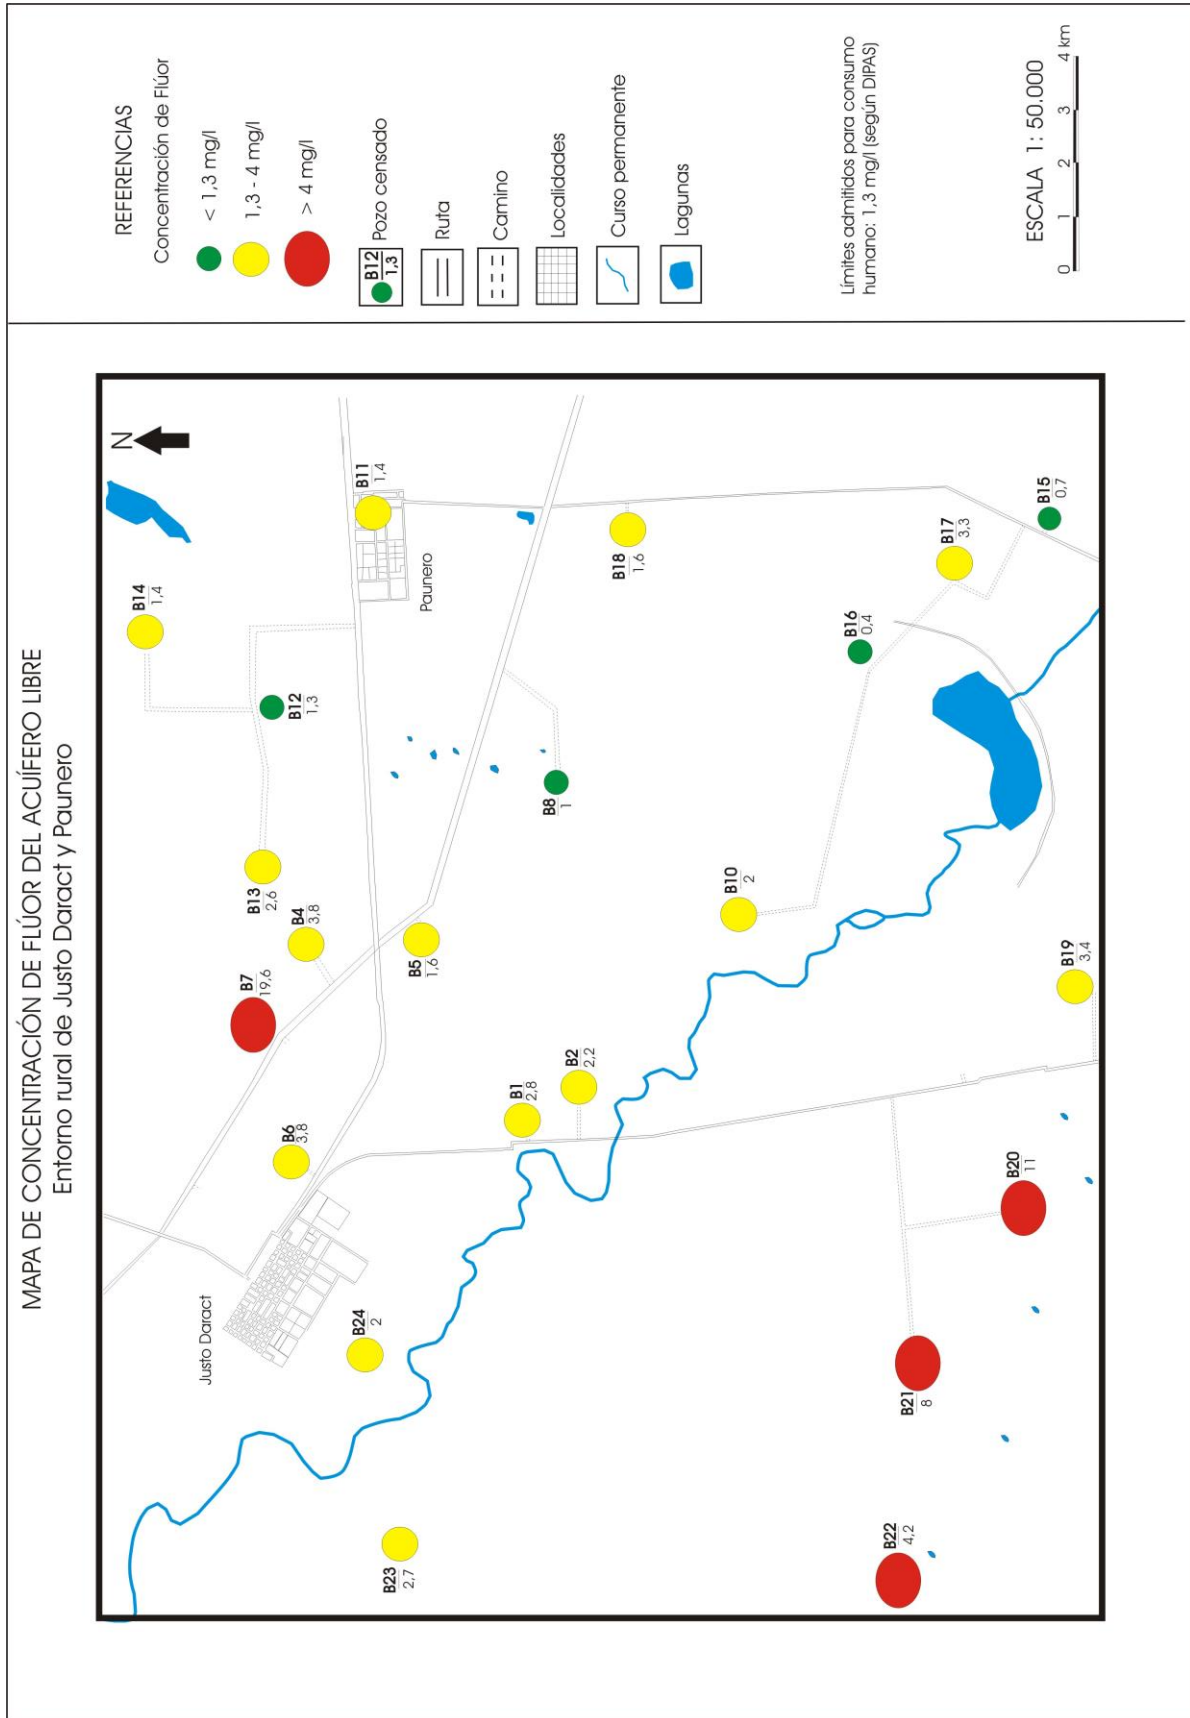 MAPA DE CONCENTRACIÓN DE FLÚOR DEL ACUÍFERO LIBRE
Entorno rural de Justo Daract y Paunero
N
B14
1,4
B12
1,3
B13
2,6
B4
3,8
B7
19,6
B6
3,8
B11
1,4
Paunero
B5
1,6
Justo Daract
B24
2
B23
2,7
B1
2,8
B2
2,2
B8
1
B18
1,6
B10
2
B16
0,4
B17
3,3
B15
0,7
B19
3,4
B20
11
B21
8
B22
4,2
REFERENCIAS
Concentración de Flúor
< 1,3 mg/l
1,3 - 4 mg/l
> 4 mg/l
B12
1,3
Pozo censado
Ruta
Camino
Localidades
Curso permanente
Lagunas
Límites admitidos para consumo
humano: 1,3 mg/l (según DIPAS)
ESCALA 1: 50.000
0 1 2 3 4 km